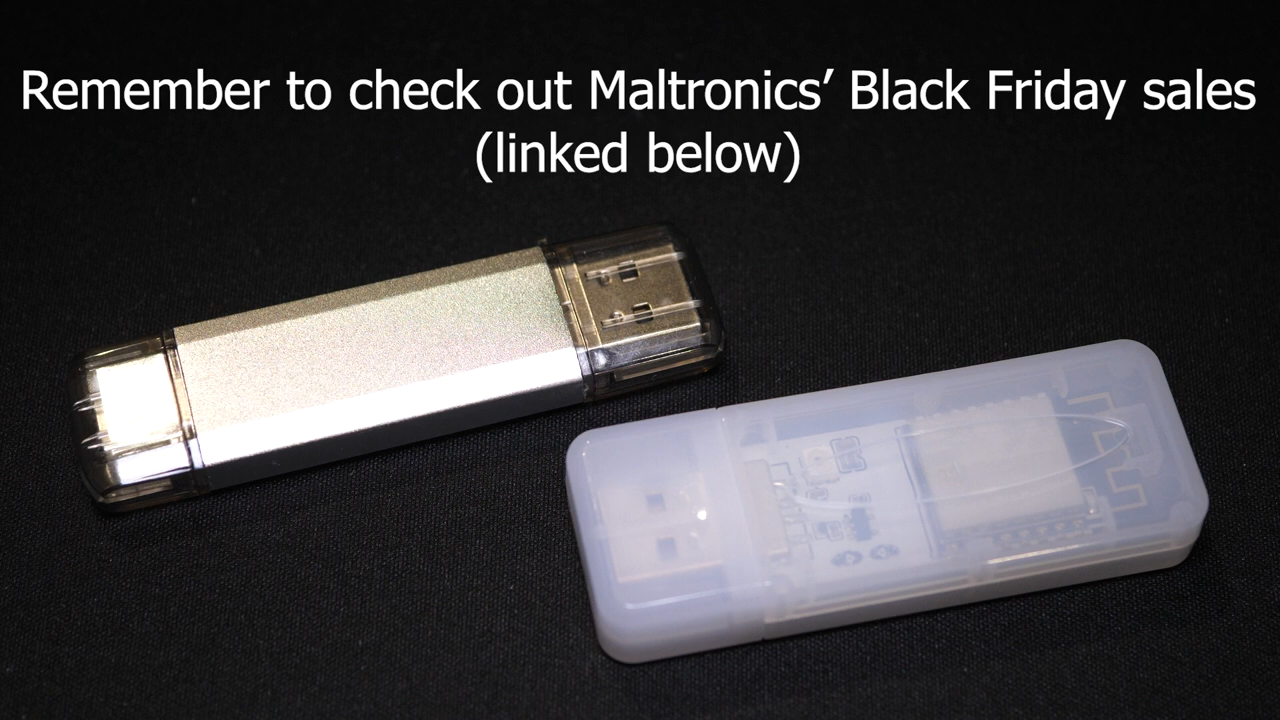 Remember to check out Maltronics’ Black Friday sales
(linked below)